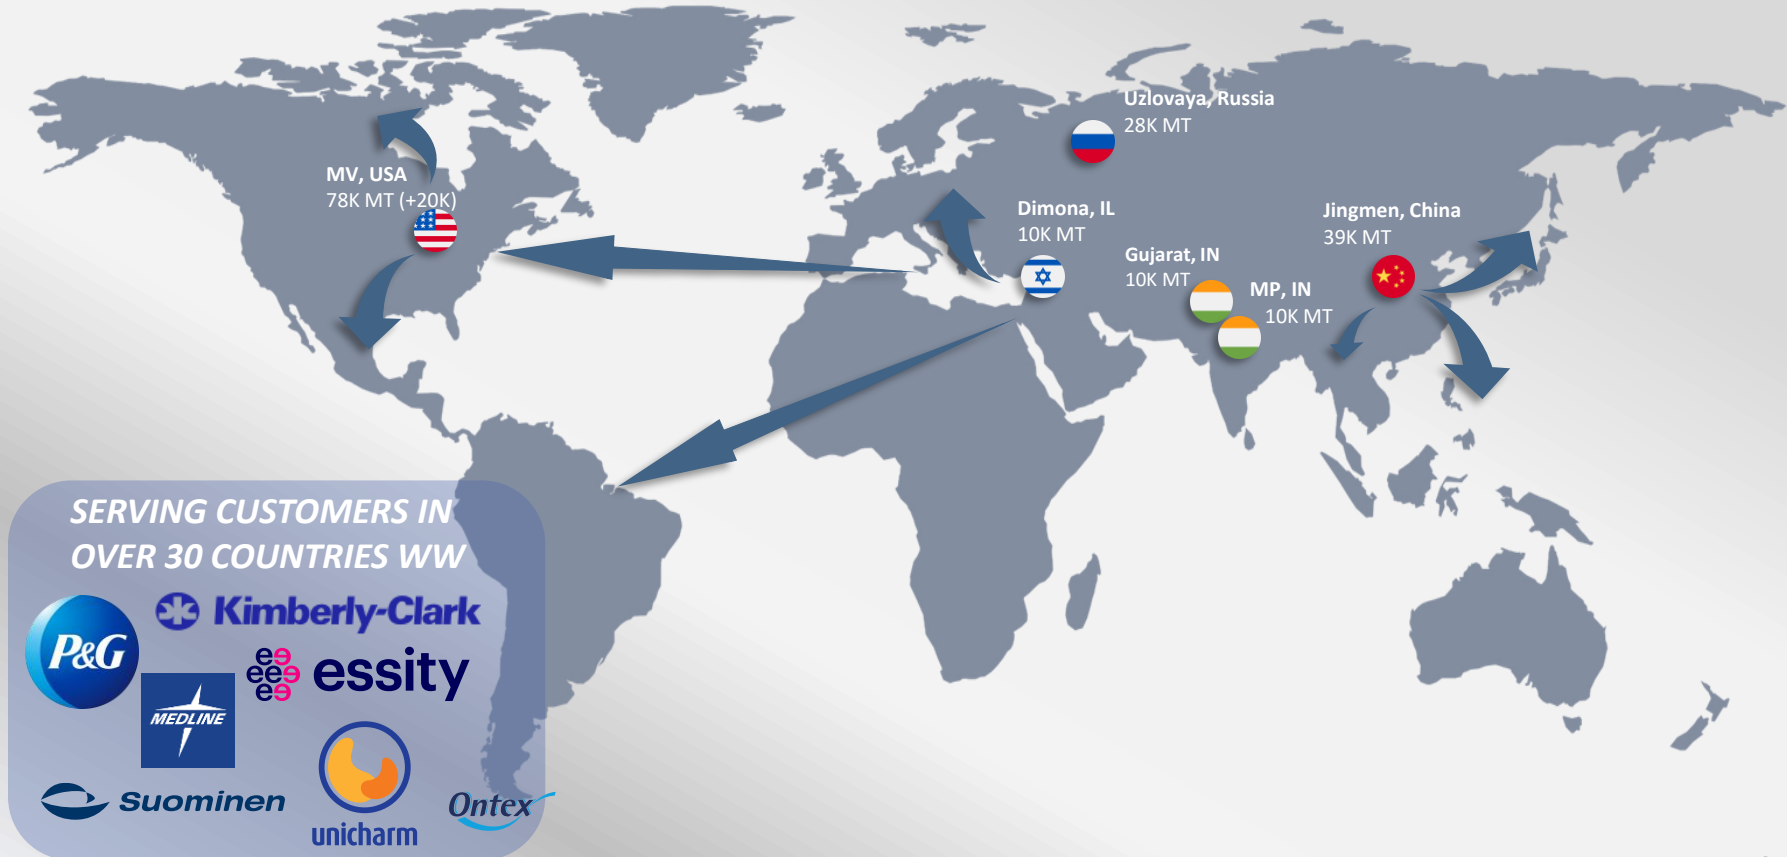 Uzlovaya, Russia
28K MT
MV, USA
78K MT (+20K)
Dimona, IL
10K MT
Jingmen, China
39K MT
Gujarat, IN
10K MT
MP, IN
10K MT
SERVING CUSTOMERS IN
OVER 30 COUNTRIES WW
P&G
Kimberly-Clark
essity
MEDLINE
Suominen
unicharm
Ontex